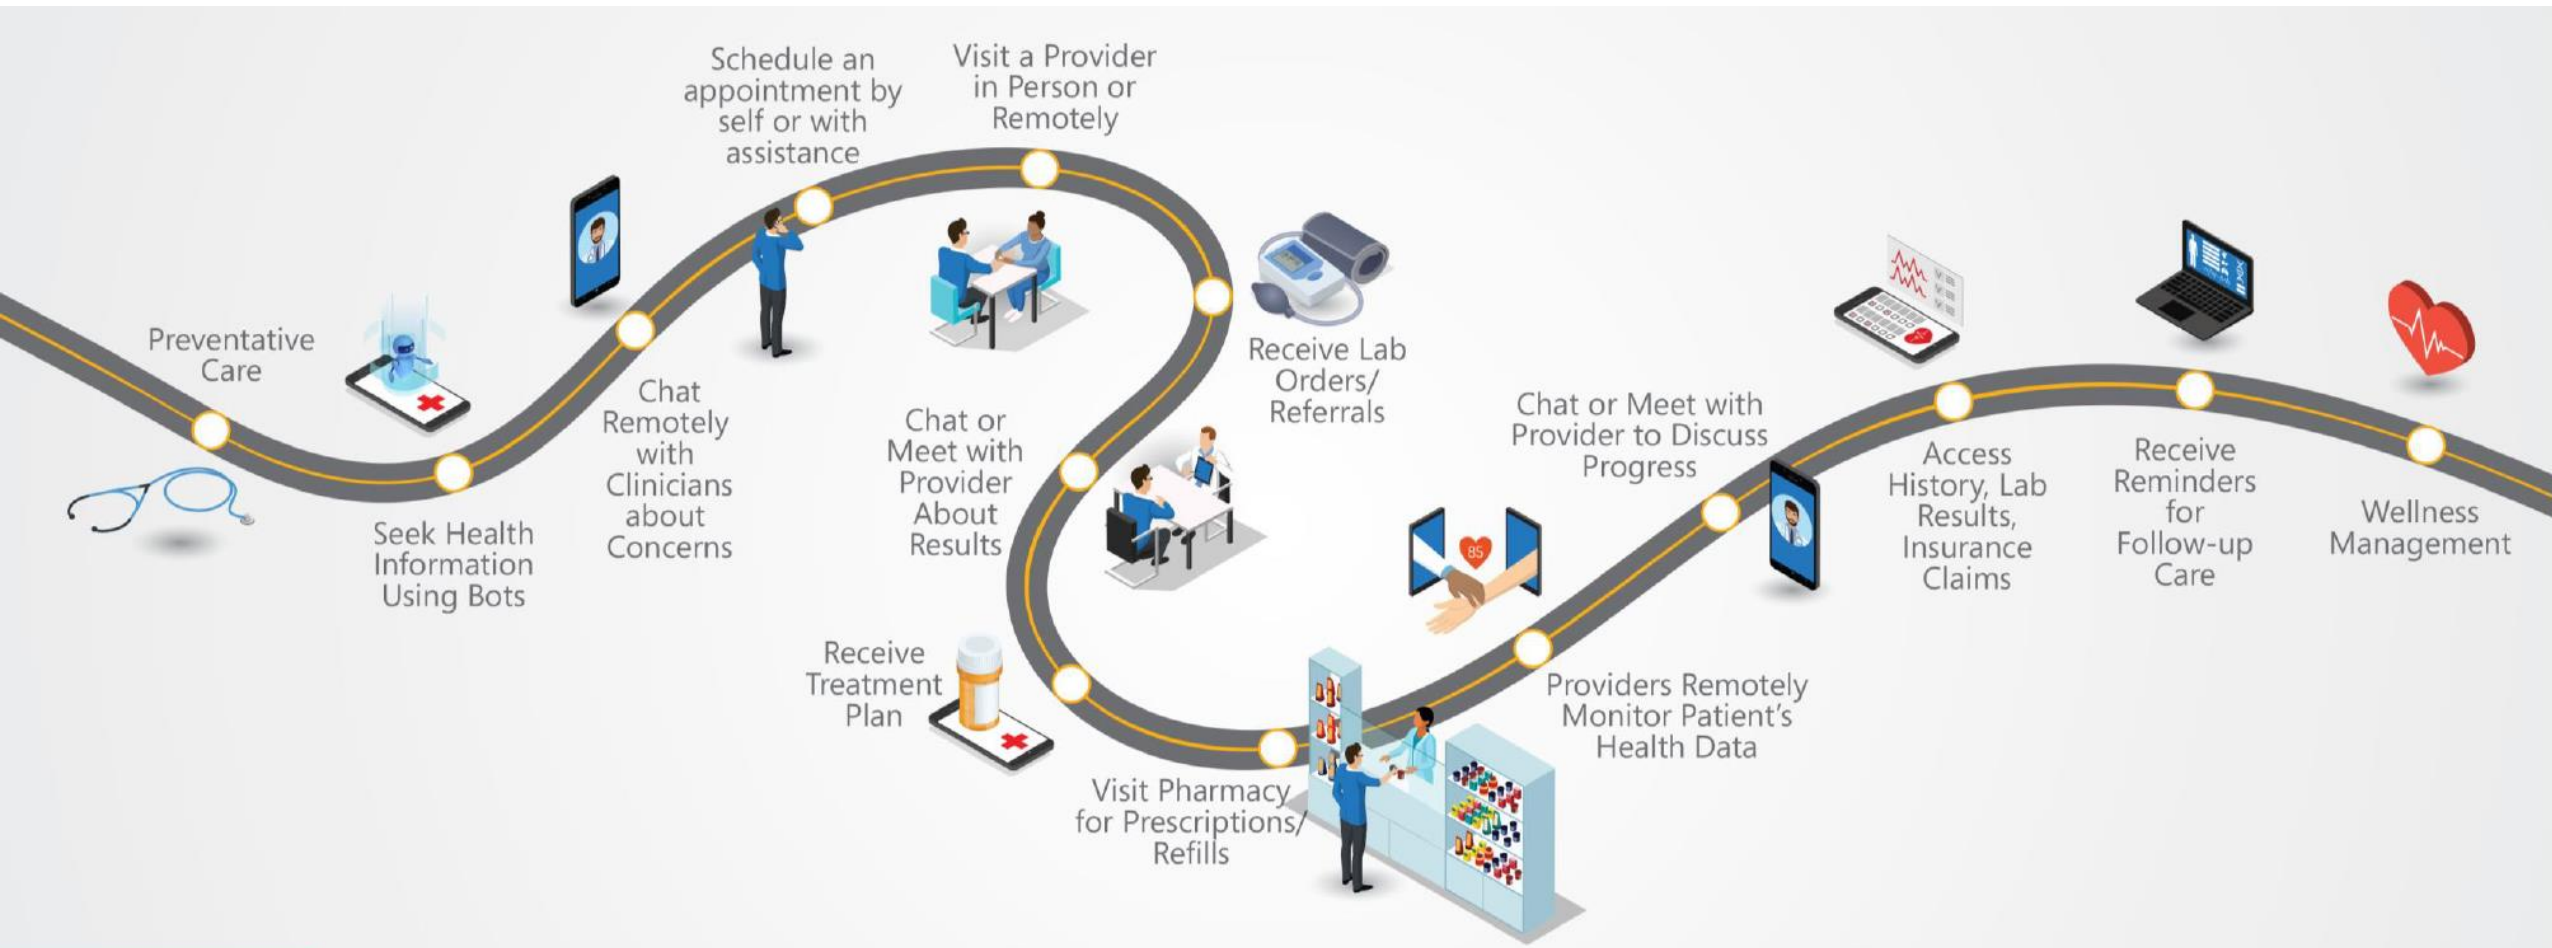 Preventative
Care
Seek Health
Information
Using Bots
Chat
Remotely
with
Clinicians
about
Concerns
Schedule an
appointment by
self or with
assistance
Visit a Provider
in Person or
Remotely
Receive Lab
Orders/
Referrals
Chat or
Meet with
Provider
About
Results
Receive
Treatment
Plan
Visit Pharmacy
for Prescriptions/
Refills
85
Providers Remotely
Monitor Patient's
Health Data
Chat or Meet with
Provider to Discuss
Progress
Access
History, Lab
Results,
Insurance
Claims
Receive
Reminders
for
Follow-up
Care
Wellness
Management